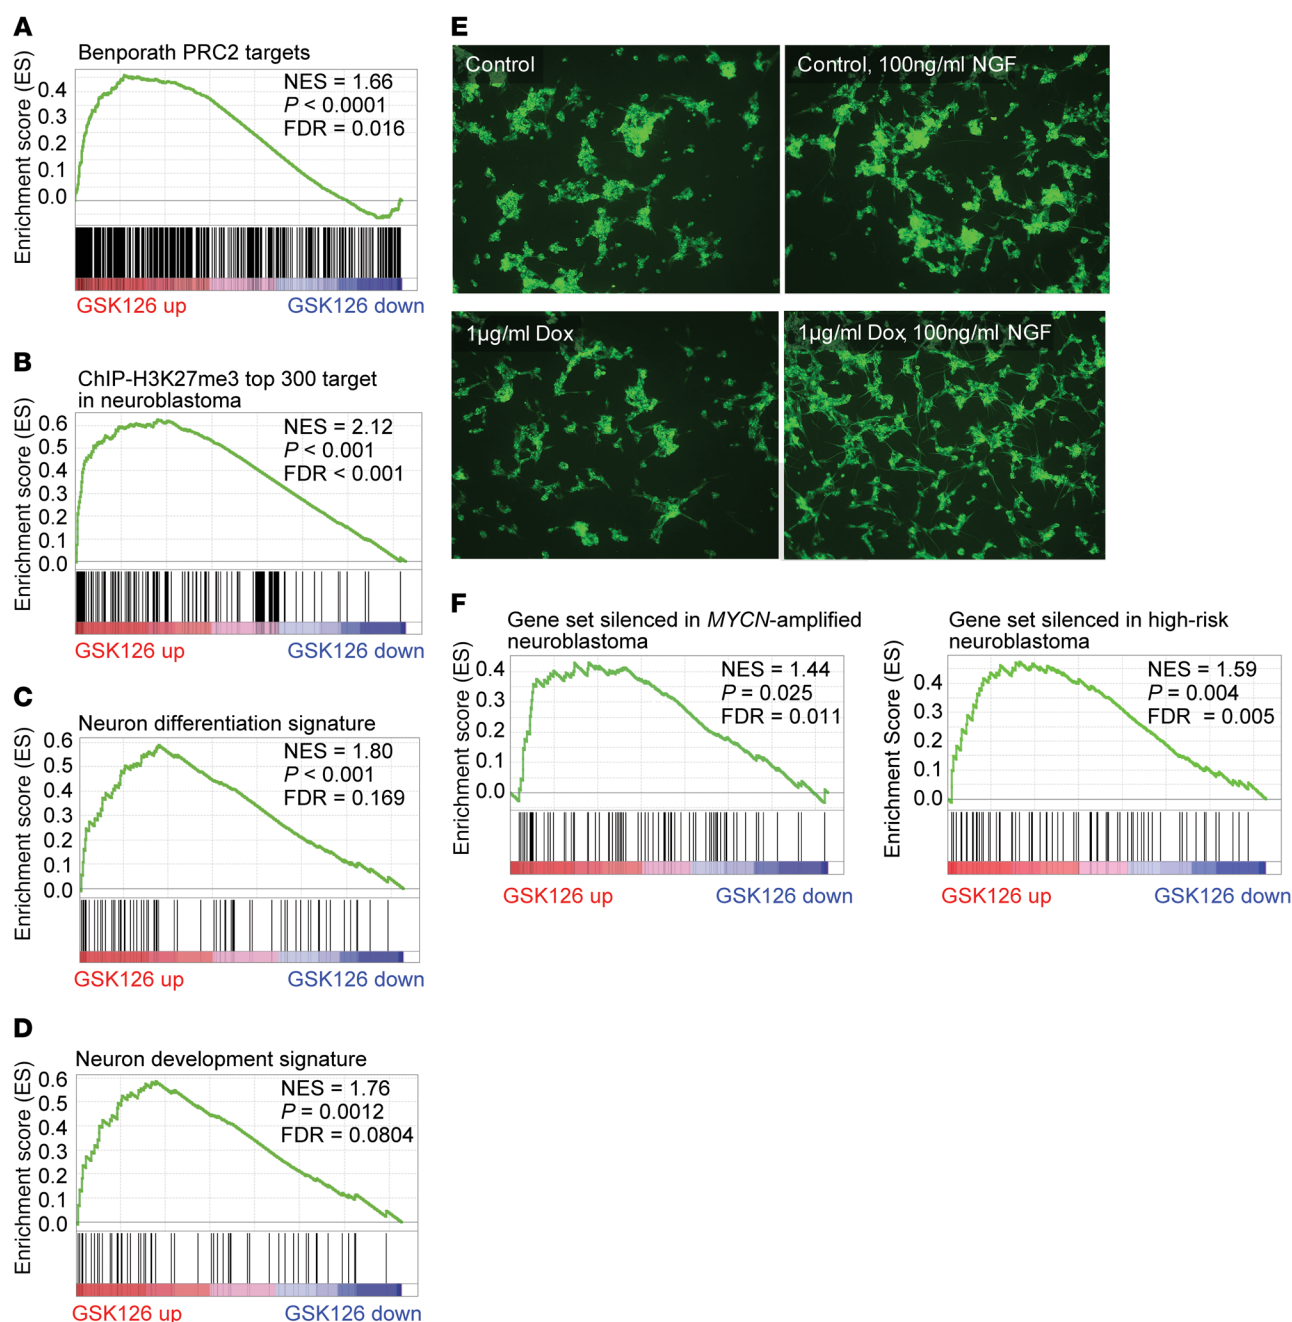 A
Benporath PRC2 targets
Enrichment score (ES)
0.4
0.3
0.2
0.1
0.0
NES = 1.66
P < 0.0001
FDR = 0.016
GSK126 up
GSK126 down
B
ChIP-H3K27me3 top 300 target
in neuroblastoma
Enrichment score (ES)
0.6
0.5
0.4
0.3
0.2
0.1
0.0
NES = 2.12
P < 0.001
FDR < 0.001
GSK126 up
GSK126 down
C
Neuron differentiation signature
Enrichment score (ES)
0.6
0.5
0.4
0.3
0.2
0.1
0.0
NES = 1.80
P < 0.001
FDR = 0.169
GSK126 up
GSK126 down
D
Neuron development signature
Enrichment score (ES)
0.6
0.5
0.4
0.3
0.2
0.1
0.0
NES = 1.76
P = 0.0012
FDR = 0.0804
GSK126 up
GSK126 down
E
Control
Control, 100ng/ml NGF
1µg/ml Dox
1µg/ml Dox, 100ng/ml NGF
F
Gene set silenced in MYCN-amplified
neuroblastoma
Enrichment score (ES)
0.4
0.3
0.2
0.1
0.0
NES = 1.44
P = 0.025
FDR = 0.011
GSK126 up
GSK126 down
Gene set silenced in high-risk
neuroblastoma
Enrichment Score (ES)
0.4
0.3
0.2
0.1
0.0
NES = 1.59
P = 0.004
FDR = 0.005
GSK126 up
GSK126 down